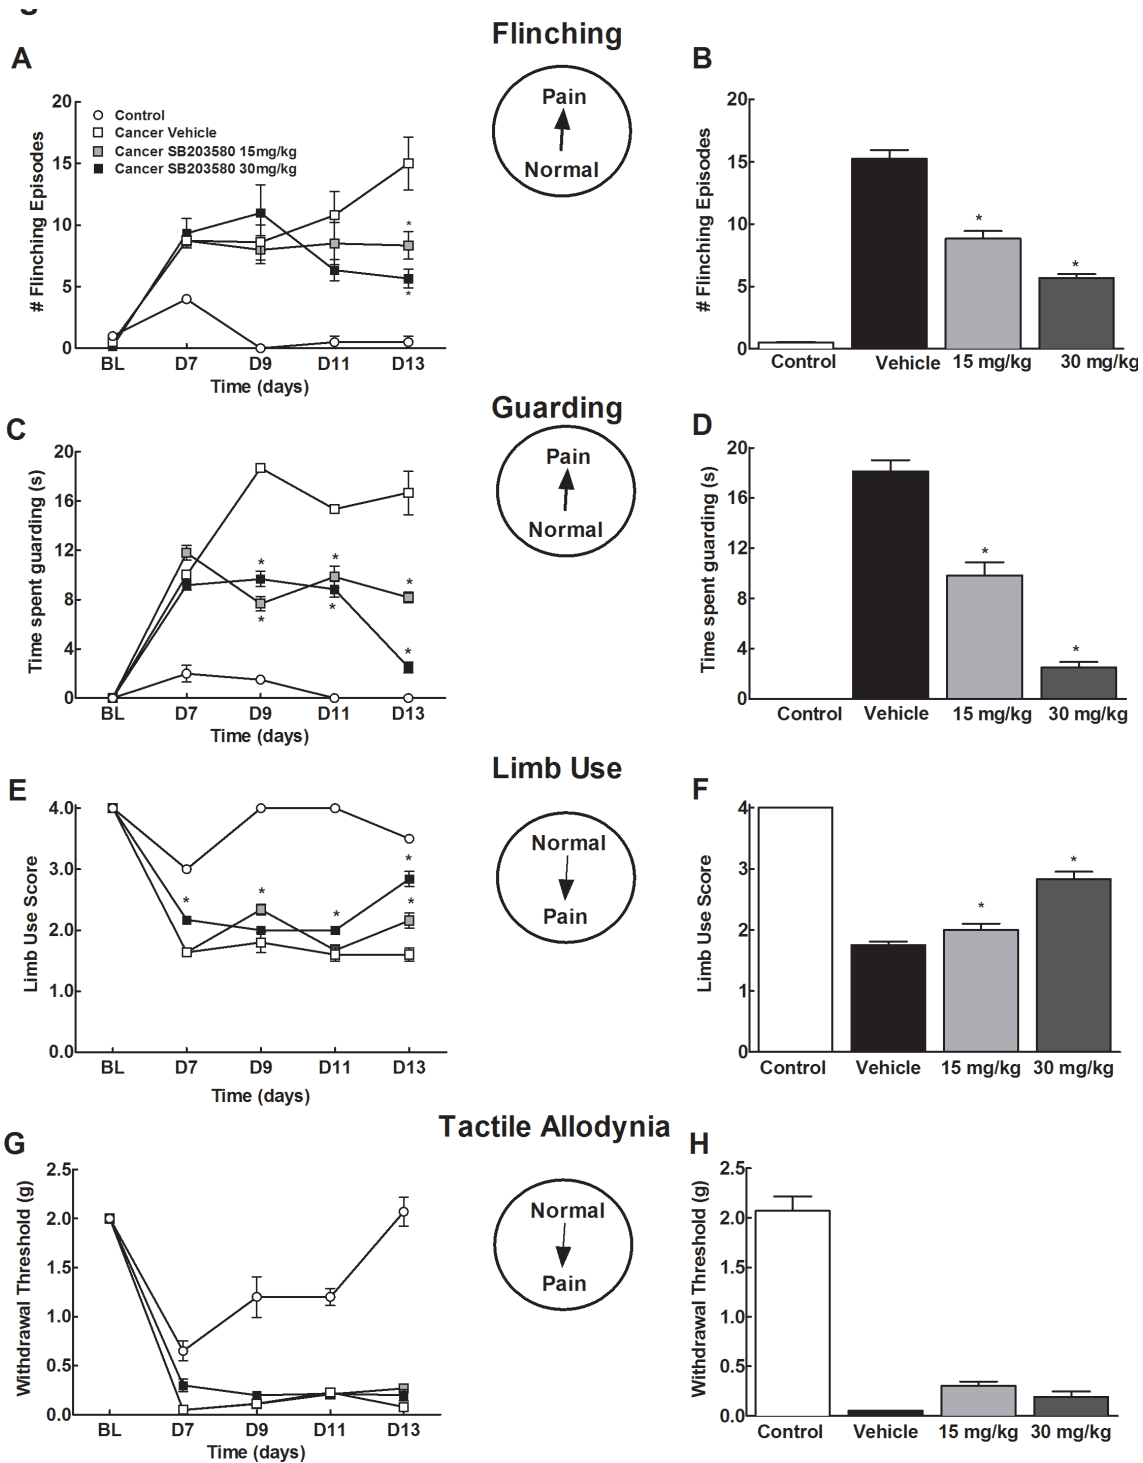 Flinching
A
B
# Flinching Episodes
20
15
10
5
0
Control
Cancer Vehicle
Cancer SB203580 15mg/kg
Cancer SB203580 30mg/kg
*
*
BL D7 D9 D11 D13
Time (days)
Pain
Normal
# Flinching Episodes
20
15
10
5
0
*
*
Control Vehicle 15 mg/kg 30 mg/kg
Guarding
C
D
Time spent guarding (s)
20
16
12
8
4
0
* * *
* * *
BL D7 D9 D11 D13
Time (days)
Pain
Normal
Time spent guarding (s)
20
16
12
8
4
0
*
*
Control Vehicle 15 mg/kg 30 mg/kg
Limb Use
E
F
Limb Use Score
4.0
3.0
2.0
1.0
0.0
* * * *
*
BL D7 D9 D11 D13
Time (days)
Normal
Pain
Limb Use Score
4
3
2
1
0
*
*
Control Vehicle 15 mg/kg 30 mg/kg
Tactile Allodynia
G
H
Withdrawal Threshold (g)
2.5
2.0
1.5
1.0
0.5
0.0
BL D7 D9 D11 D13
Time (days)
Normal
Pain
Withdrawal Threshold (g)
2.5
2.0
1.5
1.0
0.5
0.0
Control Vehicle 15 mg/kg 30 mg/kg